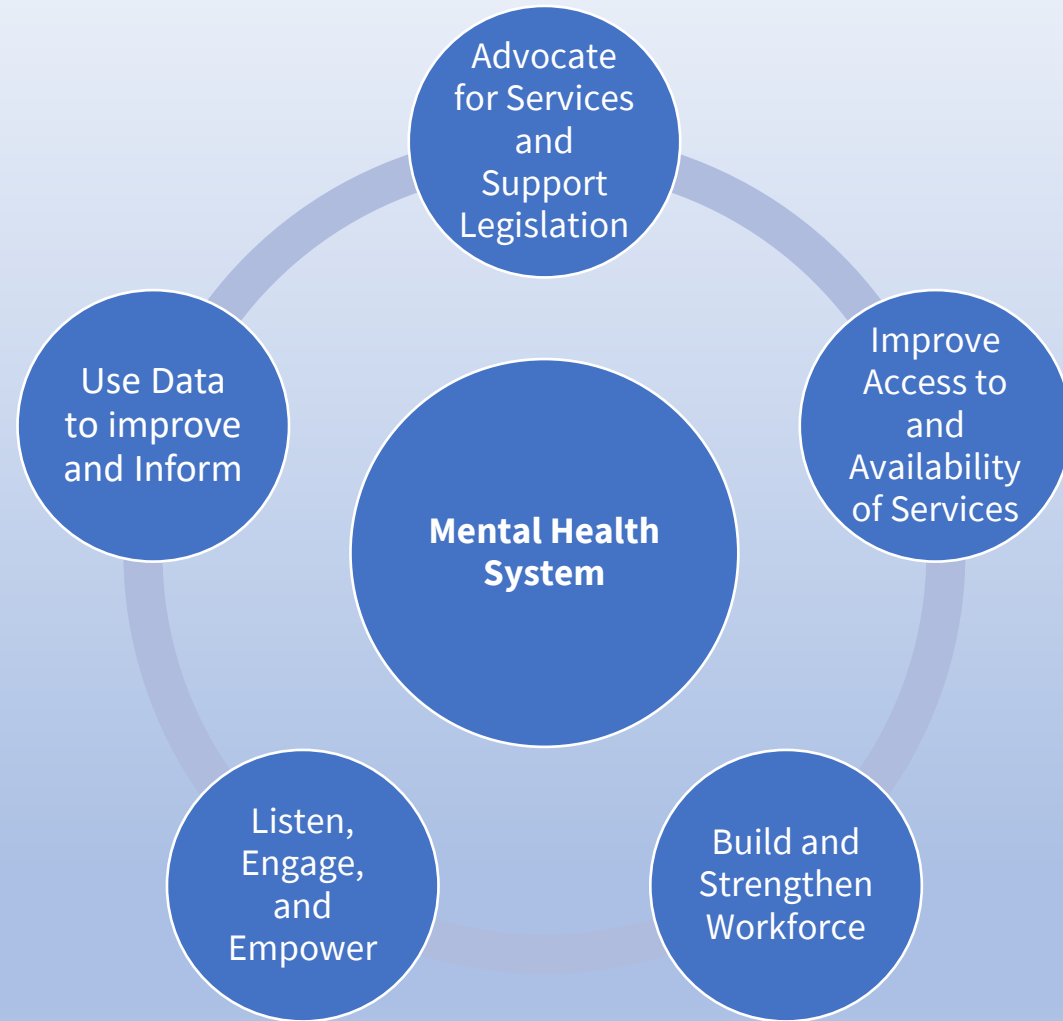 Advocate
for Services
and
Support
Legislation
Improve
Access to
and
Availability
of Services
Build and
Strengthen
Workforce
Listen,
Engage,
and
Empower
Use Data
to improve
and Inform
Mental Health
System